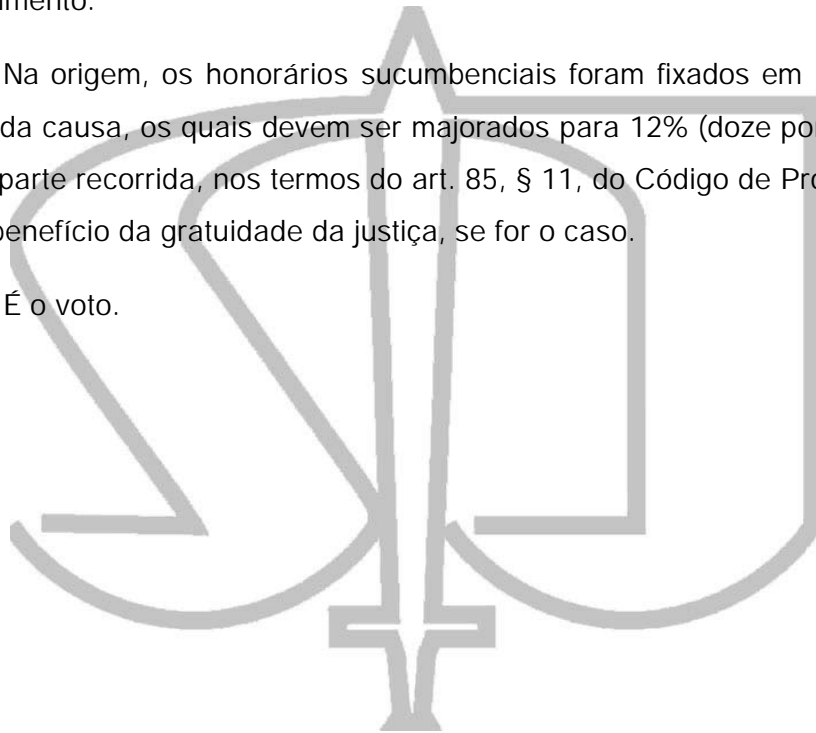 Na origem, os honorários sucumbenciais foram fixados em
da causa, os quais devem ser majorados para 12% (doze
parte recorrida, nos termos do art. 85, § 11, do Código de
benefício da gratuidade da justiça, se for o caso.
É o voto.